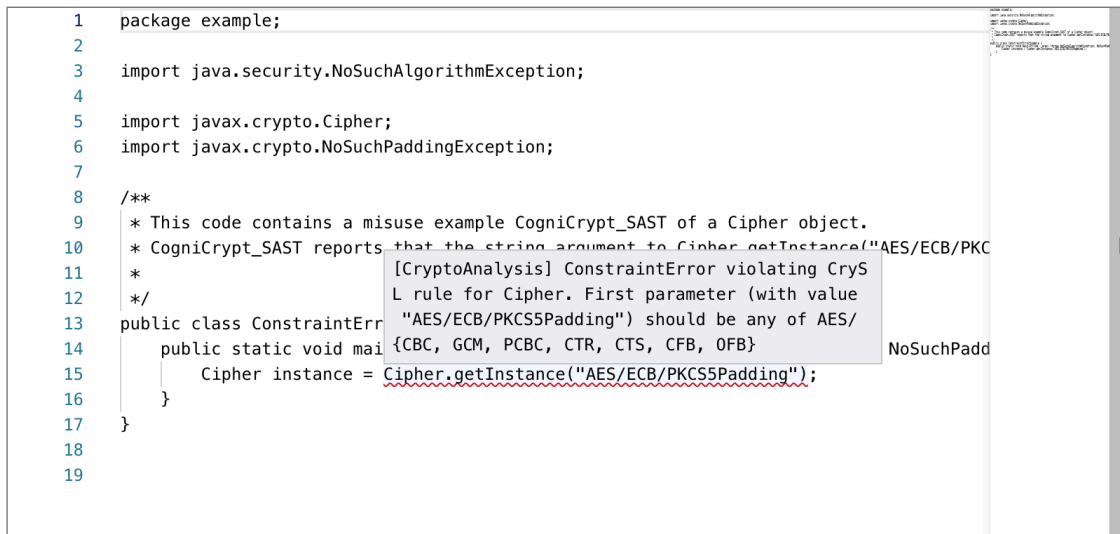 1 package example;
2
3 import java.security.NoSuchAlgorithmException;
4
5 import javax.crypto.Cipher;
6 import javax.crypto.NoSuchPaddingException;
7
8 /**
9 * This code contains a misuse example CogniCrypt_SAST of a Cipher object.
10 * CogniCrypt_SAST reports that the string argument to Cipher.getInstance("AES/ECB/PKC
11 *
12 */
13 public class ConstraintErr
14 public static void mai NoSuchPadd
[CryptoAnalysis] ConstraintError violating CryS
L rule for Cipher. First parameter (with value
"AES/ECB/PKCS5Padding") should be any of AES/
{CBC, GCM, PCBC, CTR, CTS, CFB, OFB}
15 Cipher instance = Cipher.getInstance("AES/ECB/PKCS5Padding");
16 }
17 }
18
19